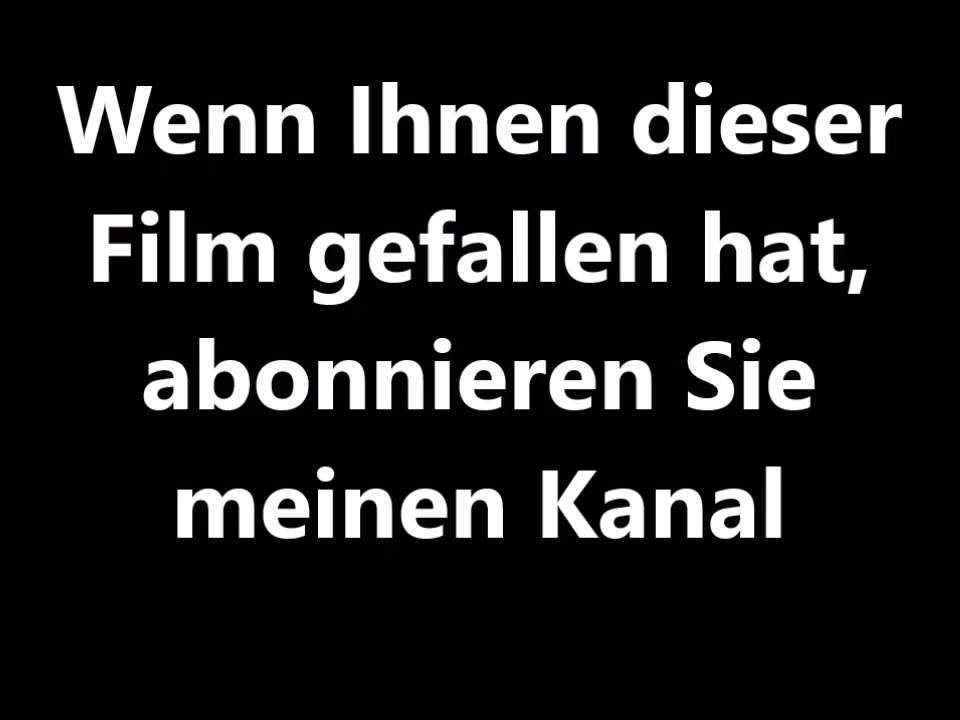 Wenn Ihnen dieser
Film gefallen hat,
abonnieren Sie
meinen Kanal